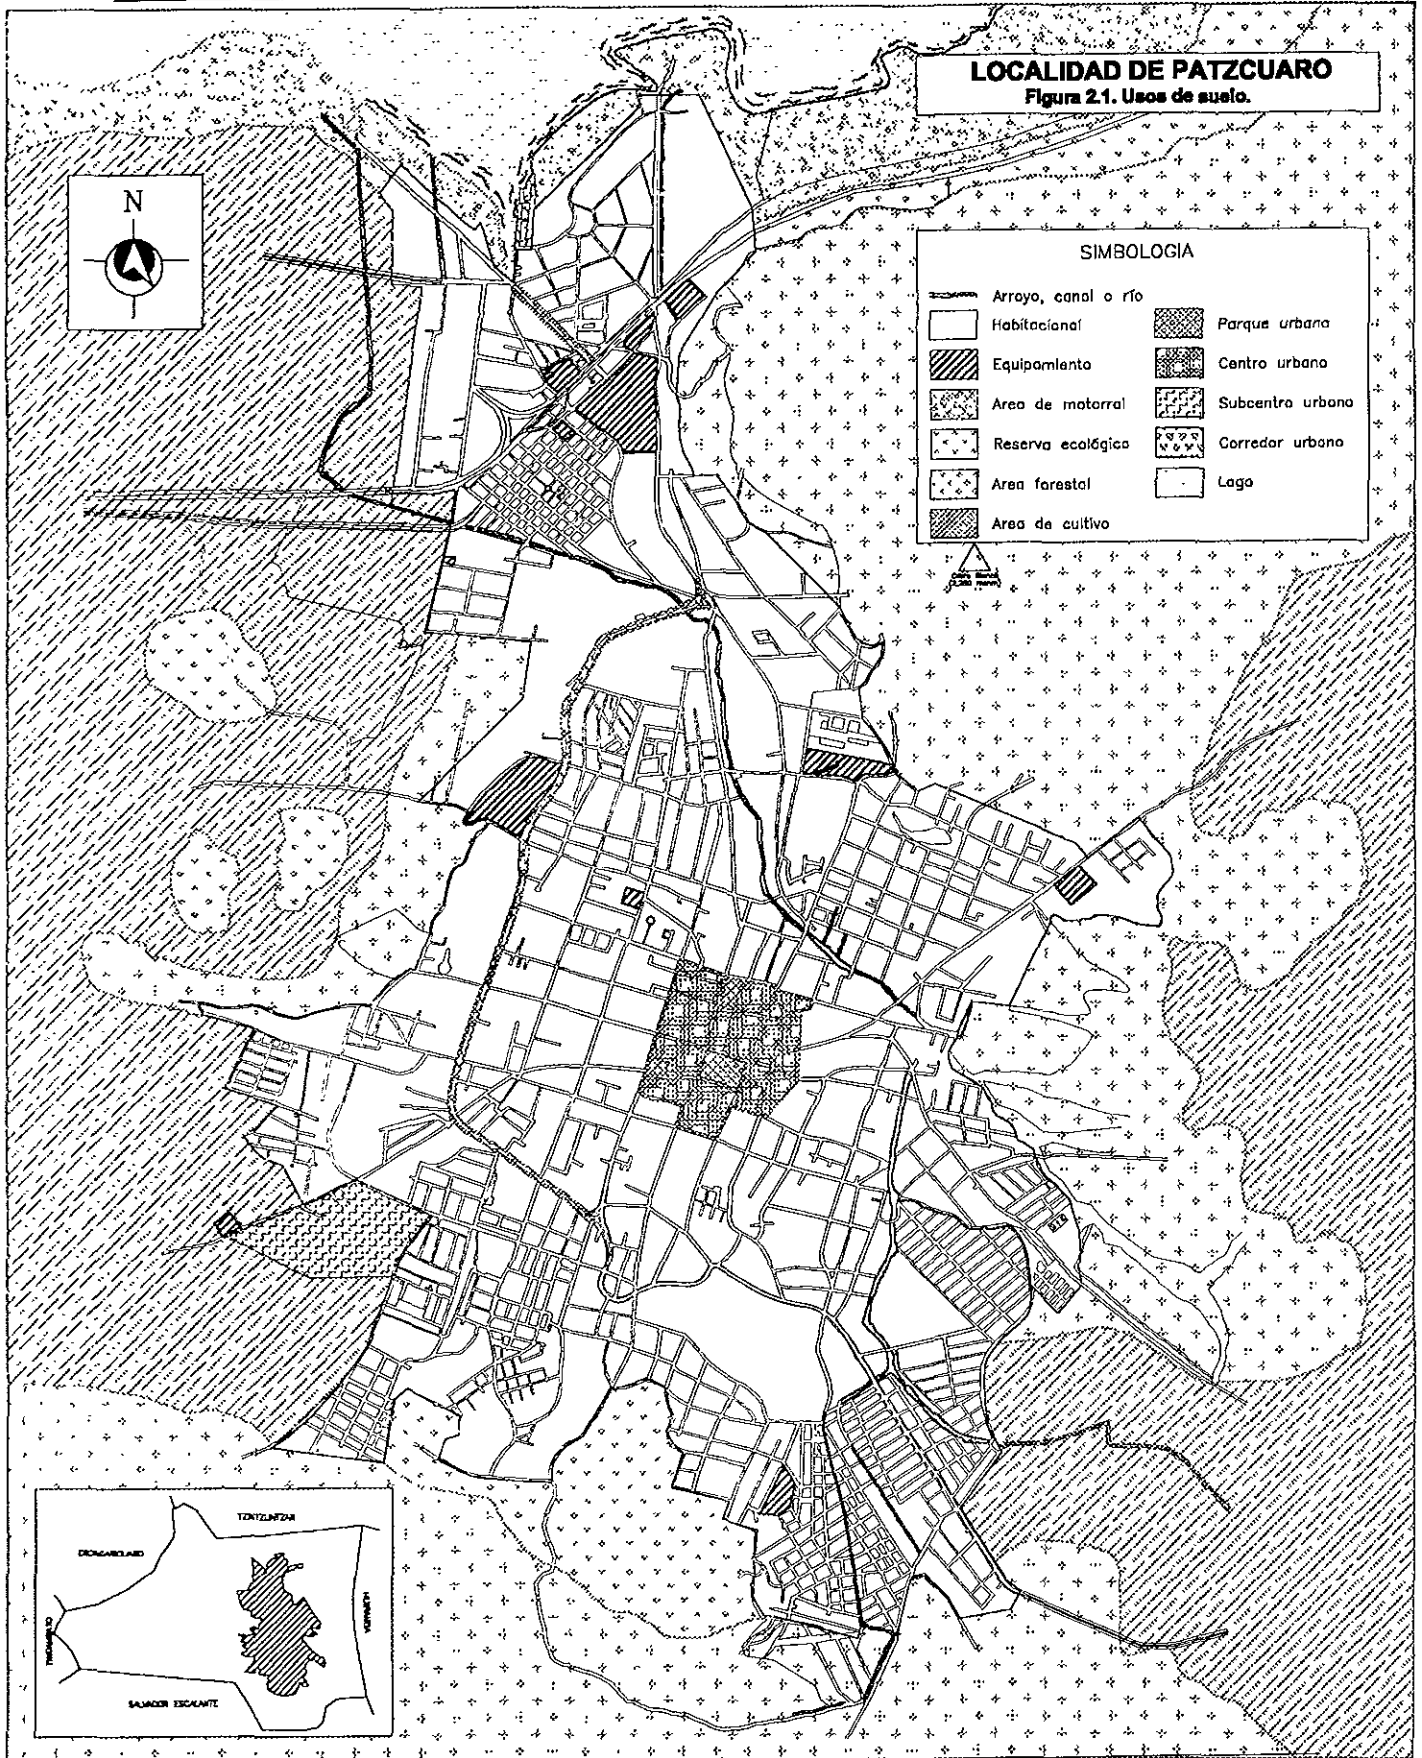 LOCALIDAD DE PATZCUARO
Figura 2.1. Usos de suelo.
N
SIMBOLOGIA
Arroyo, canal o río
Habitacional
Equipamiento
Area de matorral
Reserva ecológica
Area forestal
Area de cultivo
Parque urbano
Centro urbano
Subcentro urbano
Corredor urbano
Lago
TZINTZUNTZAN
SALVADOR ESCALANTE